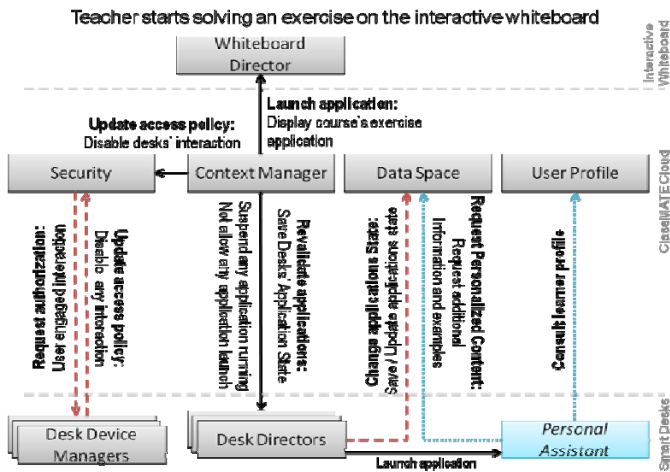 Teacher starts solving an exercise on the interactive whiteboard
Whiteboard
Director
Interactive
Whiteboard
Launch application:
Display course's exercise
application
Update access policy:
Disable desks' interaction
Security
Context Manager
Data Space
User Profile
ClassMATE Cloud
Request authorization:
User engaged interaction
Update access policy:
Disable any interaction
Suspend any application running
Not allow any application launch
Revalidate applications:
Save Desks' Application State
Change applications State:
Save / Update application state
Request Personalized Content:
Request additional
Information and examples
Consult learner profile
Smart Desks
Desk Device
Managers
Desk Directors
Personal
Assistant
Launch application